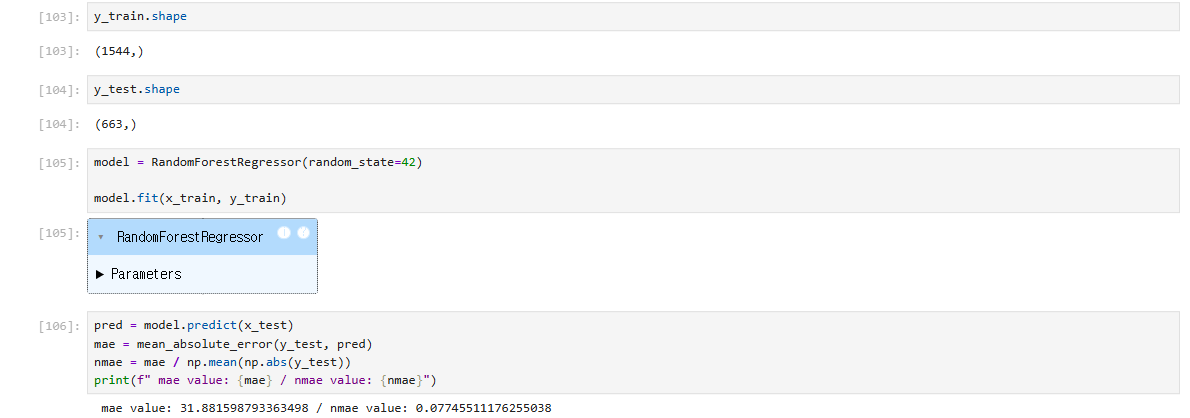 [103]: y_train.shape
[103]: (1544,)
[104]: y_test.shape
[104]: (663,)
[105]: model = RandomForestRegressor(random_state=42)
model.fit(x_train, y_train)
[105]: ▾ RandomForestRegressor i ?
▶ Parameters
[106]: pred = model.predict(x_test)
mae = mean_absolute_error(y_test, pred)
nmae = mae / np.mean(np.abs(y_test))
print(f" mae value: {mae} / nmae value: {nmae}")
mae value: 31.881598793363498 / nmae value: 0.07745511176255038